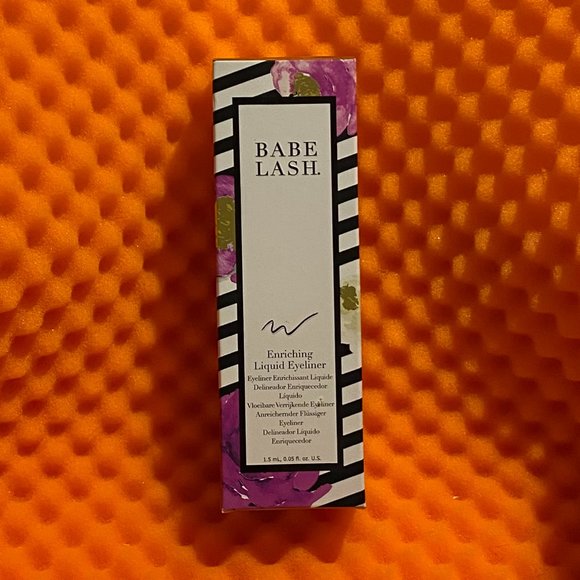 BABE
LASH.
Enriching
Liquid Eyeliner
Eyeliner Enrichissant Liquide
Delineador Enriquecedor
Líquido
Vloeibare Verrijkende Eyeliner
Anreichernder Flüssiger
Eyeliner
Delineador Líquido
Enriquecedor
1.5 mL, 0.05 fl. oz. U.S.